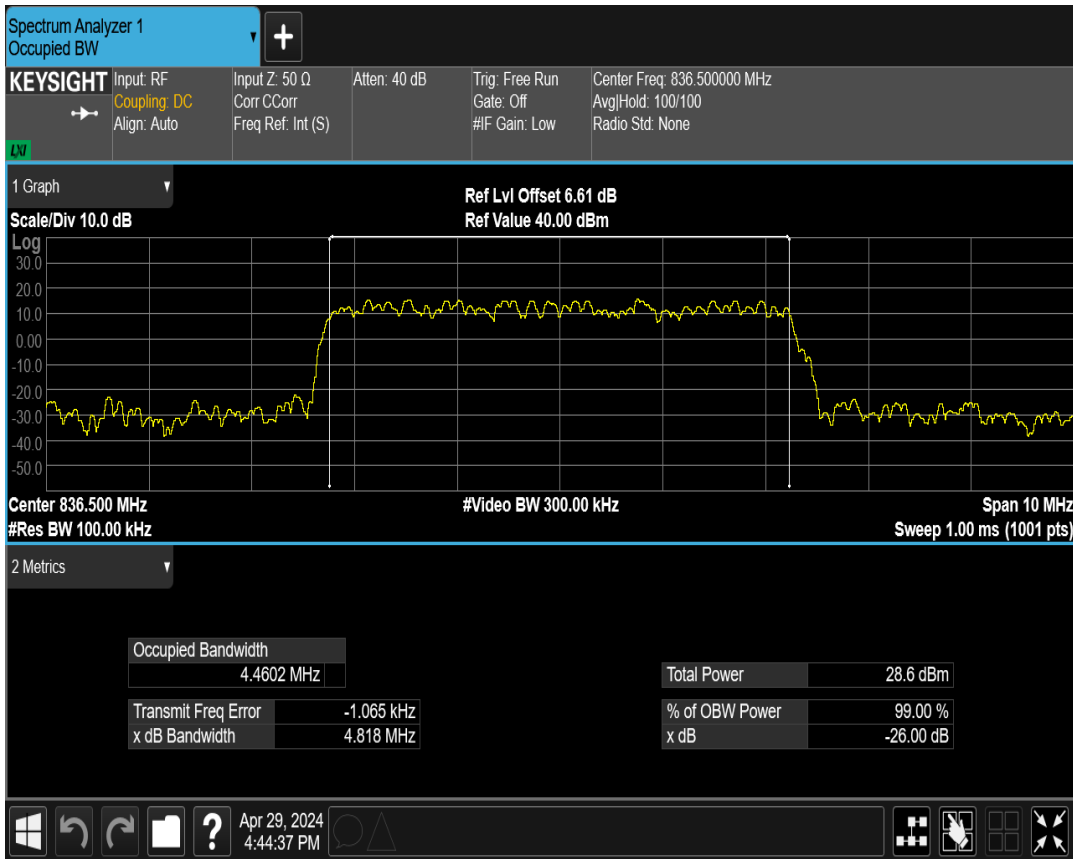 Spectrum Analyzer 1
Occupied BW
KEYSIGHT
LXI
Input: RF
Coupling: DC
Align: Auto
Input Z: 50 Ω
Corr CCorr
Freq Ref: Int (S)
Atten: 40 dB
Trig: Free Run
Gate: Off
#IF Gain: Low
Center Freq: 836.500000 MHz
Avg|Hold: 100/100
Radio Std: None
1 Graph
Scale/Div 10.0 dB
Ref Lvl Offset 6.61 dB
Ref Value 40.00 dBm
Log
30.0
20.0
10.0
0.00
-10.0
-20.0
-30.0
-40.0
-50.0
Center 836.500 MHz
#Res BW 100.00 kHz
#Video BW 300.00 kHz
Span 10 MHz
Sweep 1.00 ms (1001 pts)
2 Metrics
Occupied Bandwidth
4.4602 MHz
Transmit Freq Error -1.065 kHz
x dB Bandwidth 4.818 MHz
Total Power 28.6 dBm
% of OBW Power 99.00 %
x dB -26.00 dB
?
Apr 29, 2024
4:44:37 PM